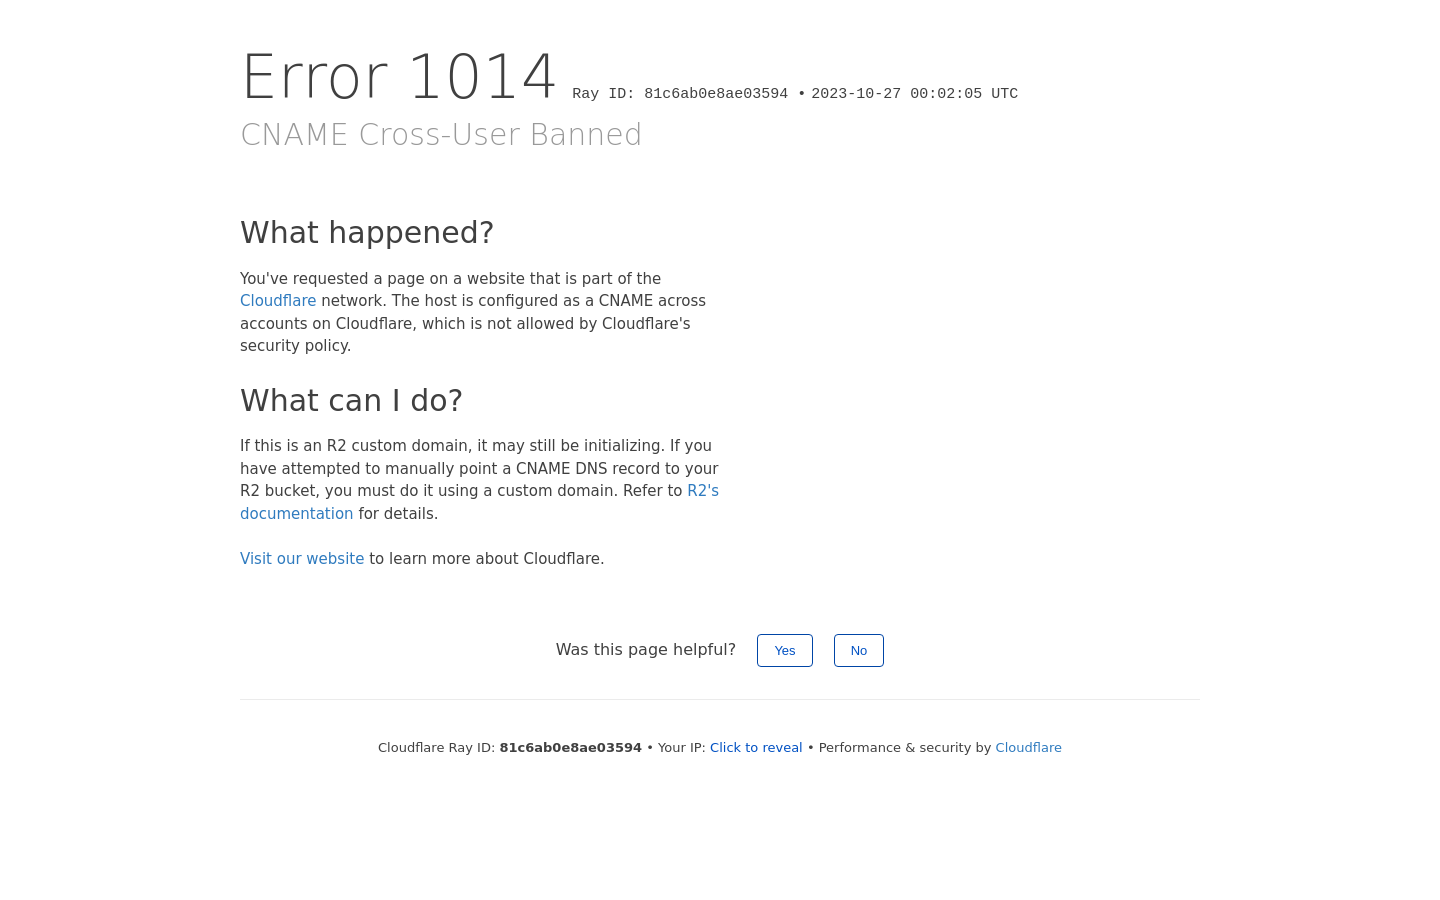 Error 1014 Ray ID: 81c6ab0e8ae03594 • 2023-10-27 00:02:05 UTC
CNAME Cross-User Banned
What happened?
You've requested a page on a website that is part of the
Cloudflare network. The host is configured as a CNAME across
accounts on Cloudflare, which is not allowed by Cloudflare's
security policy.
What can I do?
If this is an R2 custom domain, it may still be initializing. If you
have attempted to manually point a CNAME DNS record to your
R2 bucket, you must do it using a custom domain. Refer to R2's
documentation for details.
Visit our website to learn more about Cloudflare.
Was this page helpful? Yes No
Cloudflare Ray ID: 81c6ab0e8ae03594 • Your IP: Click to reveal • Performance & security by Cloudflare